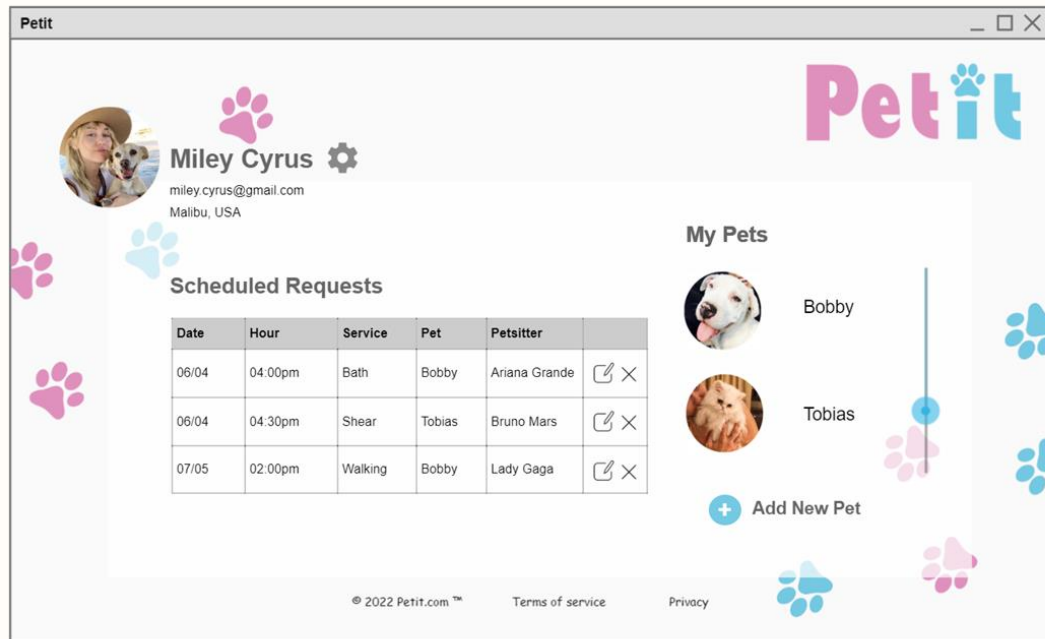 Petit
Petit
Miley Cyrus
miley.cyrus@gmail.com
Malibu, USA
My Pets
Bobby
Tobias
Add New Pet
Scheduled Requests
Date Hour Service Pet Petsitter
06/04 04:00pm Bath Bobby Ariana Grande
06/04 04:30pm Shear Tobias Bruno Mars
07/05 02:00pm Walking Bobby Lady Gaga
© 2022 Petit.com ™ Terms of service Privacy